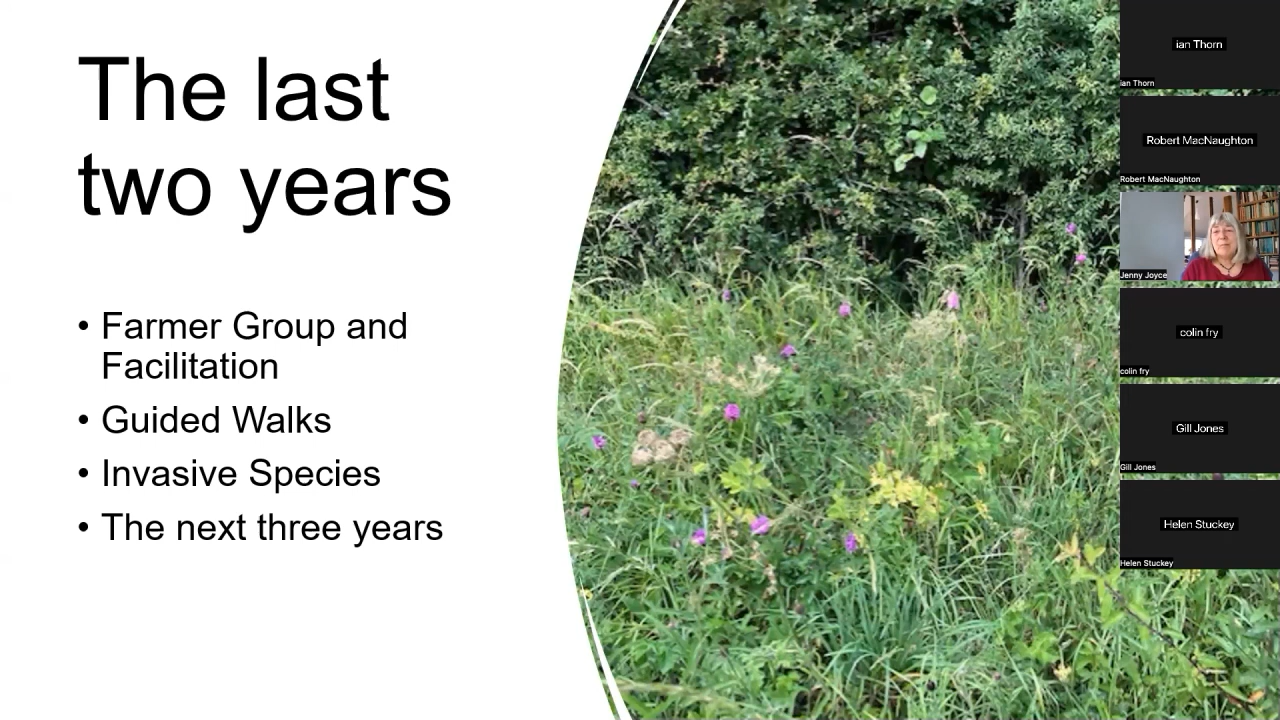 The last
two years
• Farmer Group and
Facilitation
• Guided Walks
• Invasive Species
• The next three years
ian Thorn
ian Thorn
Robert MacNaughton
Robert MacNaughton
Jenny Joyce
colin fry
colin fry
Gill Jones
Gill Jones
Helen Stuckey
Helen Stuckey